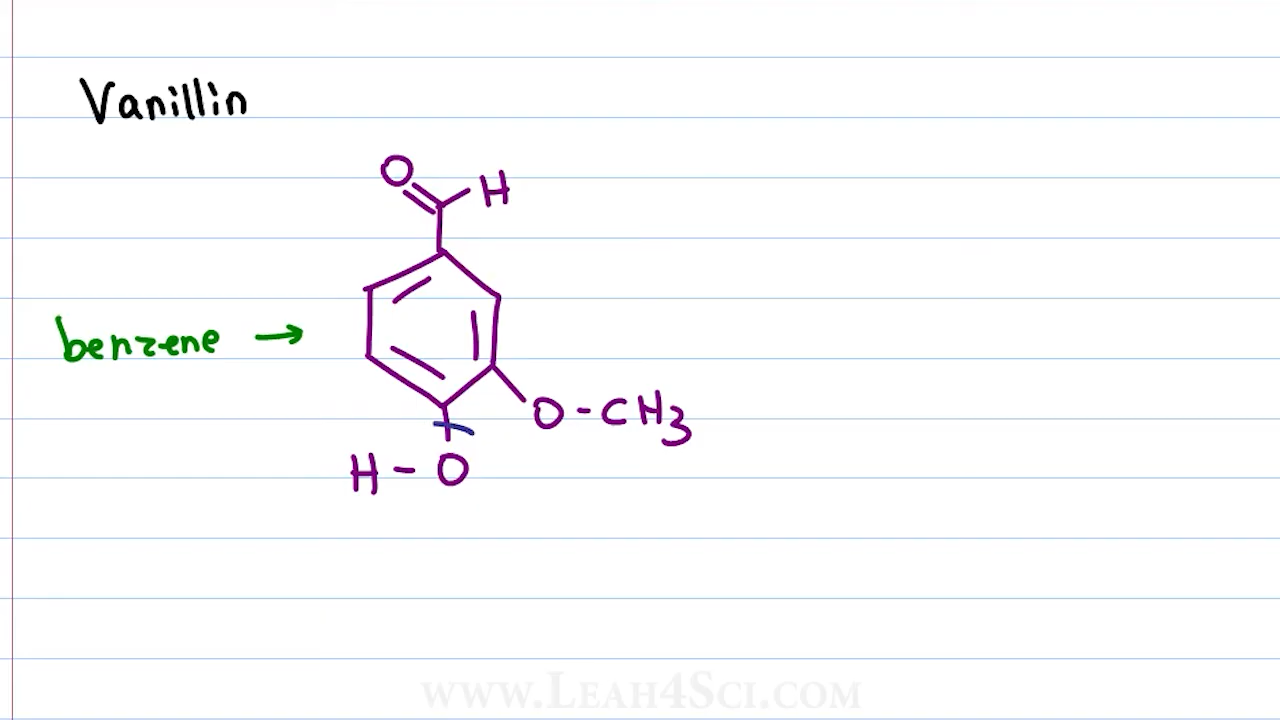 Vanillin
O
H
benzene →
O-CH3
H-O
www.Leah4Sci.com